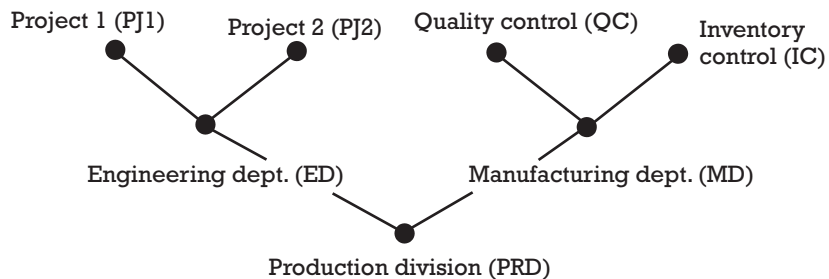 Project 1 (PJ1)
Project 2 (PJ2)
Quality control (QC)
Inventory
control (IC)
Engineering dept. (ED)
Manufacturing dept. (MD)
Production division (PRD)